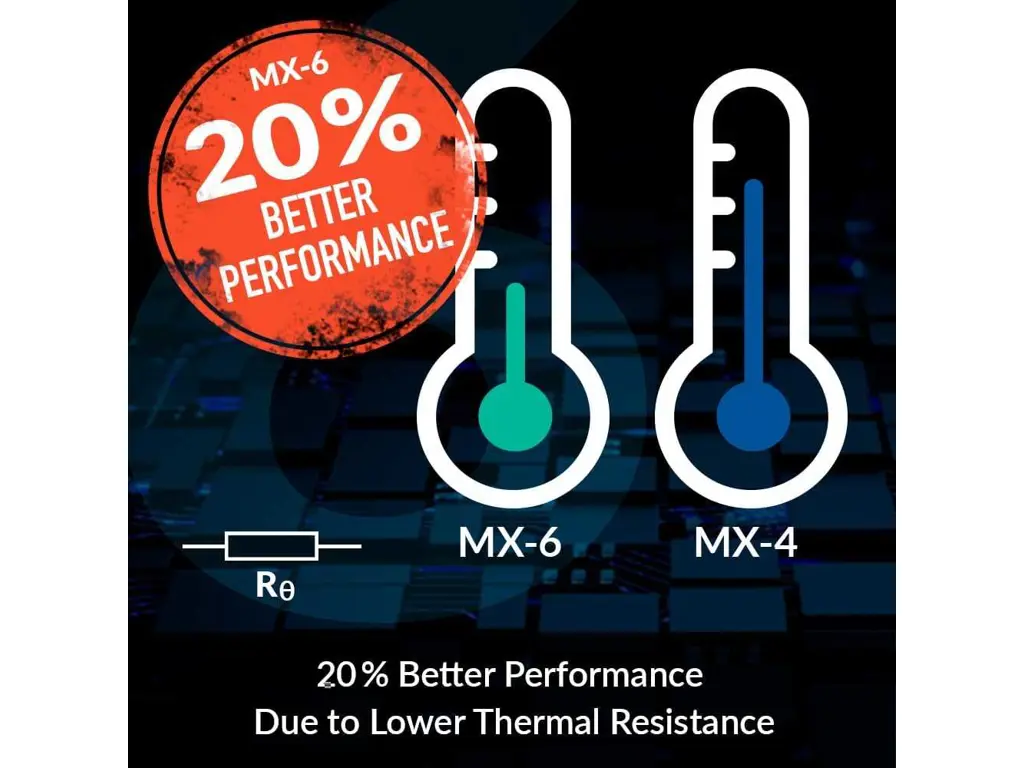 MX-6
20%
BETTER
PERFORMANCE
MX-6
MX-4
Rθ
20% Better Performance
Due to Lower Thermal Resistance